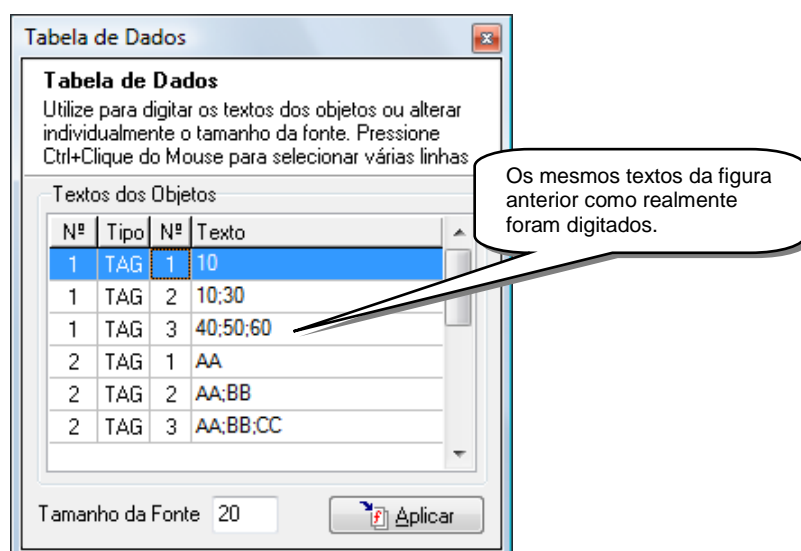 Tabela de Dados
Tabela de Dados
Utilize para digitar os textos dos objetos ou alterar
individualmente o tamanho da fonte. Pressione
Ctrl+Clique do Mouse para selecionar várias linhas
Os mesmos textos da figura
anterior como realmente
foram digitados.
Textos dos Objetos
Nº Tipo Nº Texto
1 TAG 1 10
1 TAG 2 10;30
1 TAG 3 40;50;60
2 TAG 1 AA
2 TAG 2 AA;BB
2 TAG 3 AA;BB;CC
Tamanho da Fonte 20 Aplicar